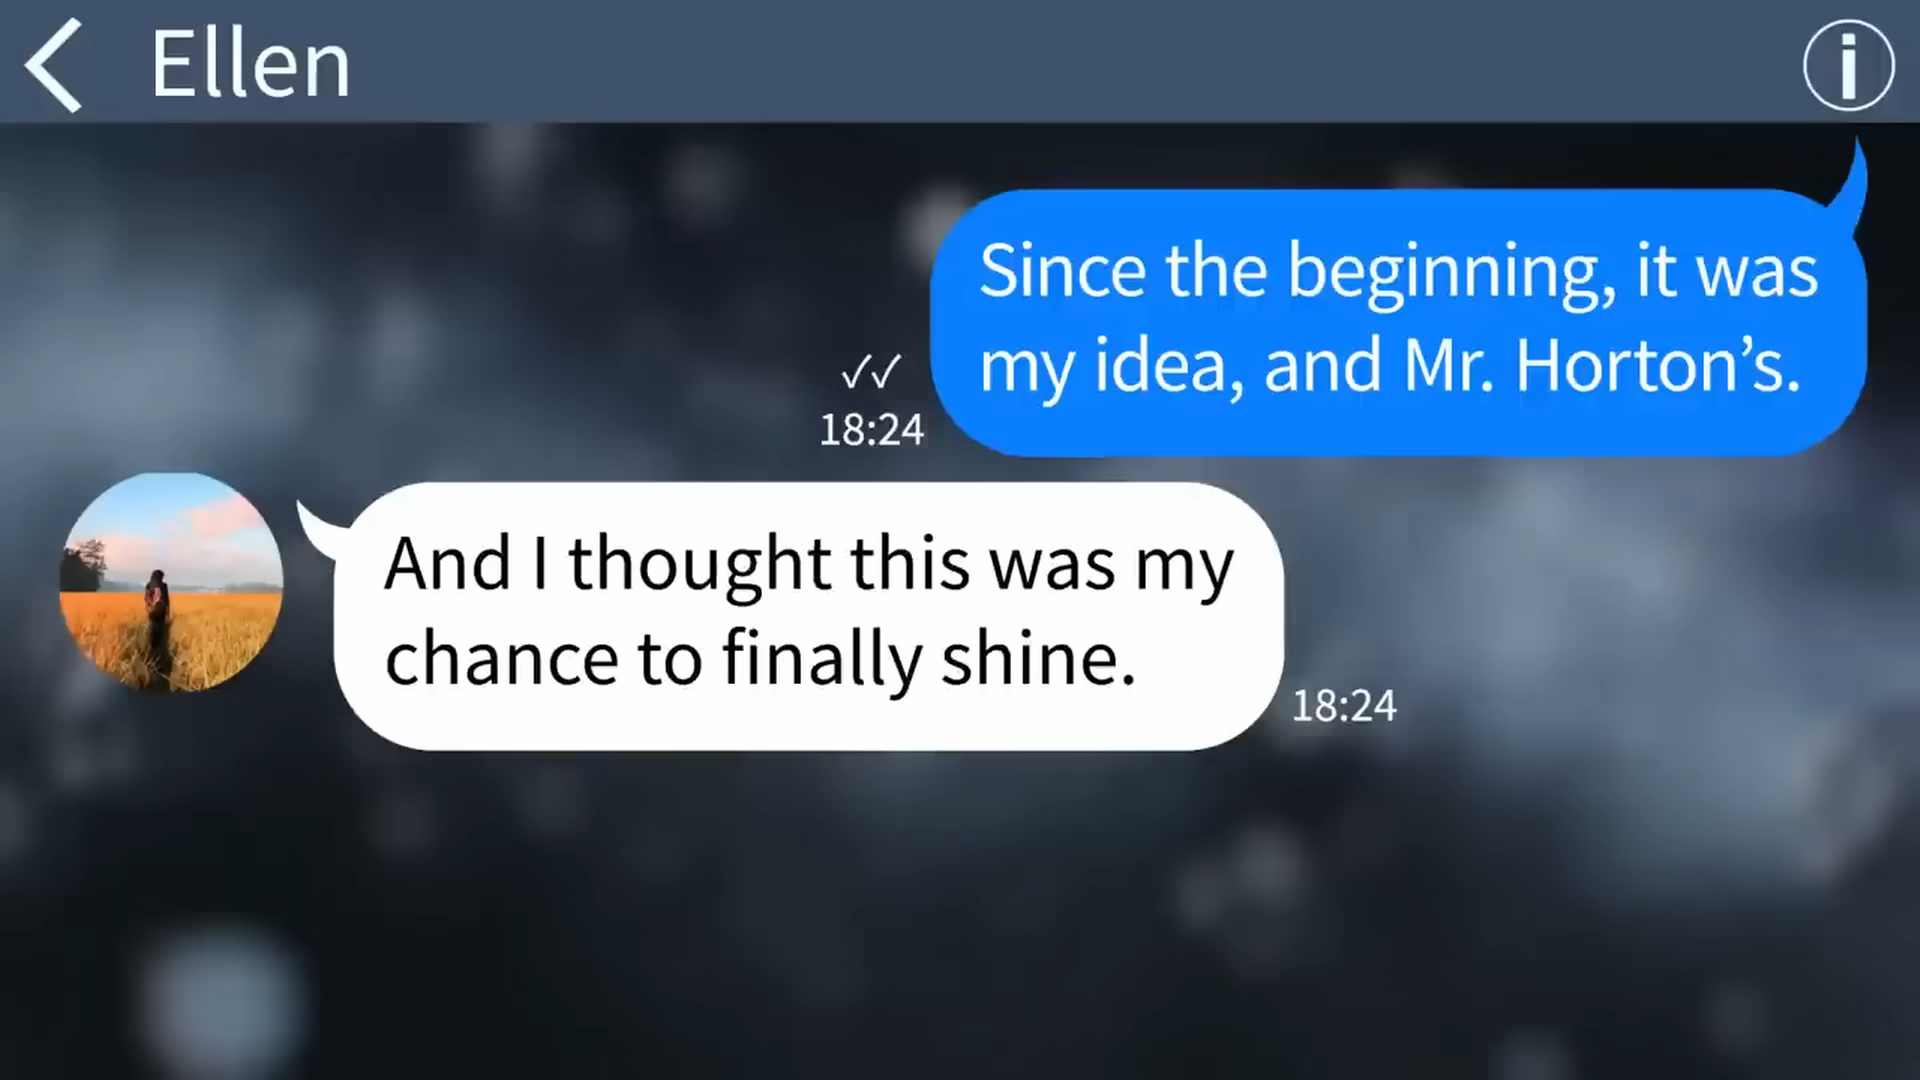 Ellen
Since the beginning, it was
my idea, and Mr. Horton’s.
✓✓
18:24
And I thought this was my
chance to finally shine.
18:24